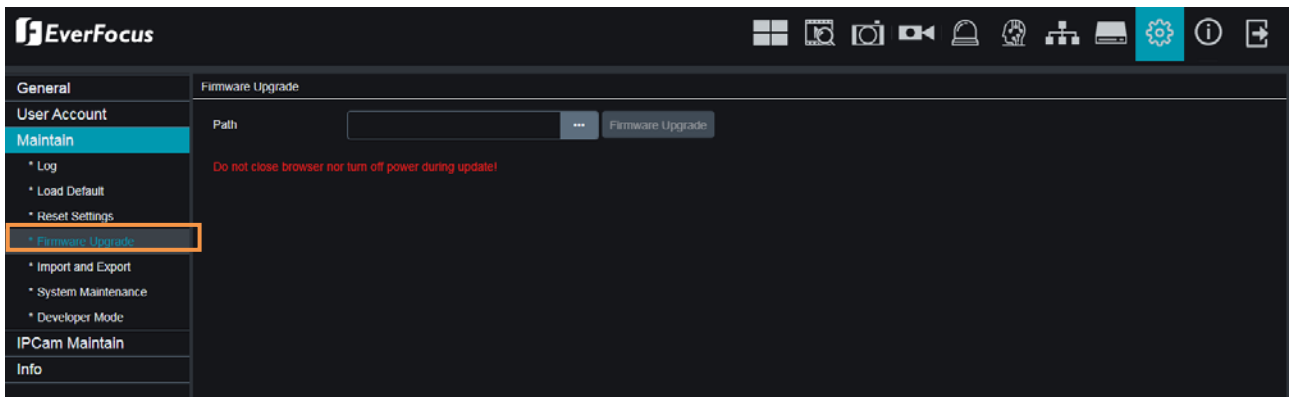 EverFocus
General
User Account
Maintain
* Log
* Load Default
* Reset Settings
* Firmware Upgrade
* Import and Export
* System Maintenance
* Developer Mode
IPCam Maintain
Info
Firmware Upgrade
Path ... Firmware Upgrade
Do not close browser nor turn off power during update!